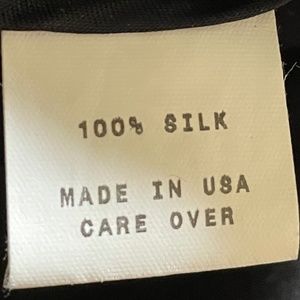 100% SILK
MADE IN USA
CARE OVER